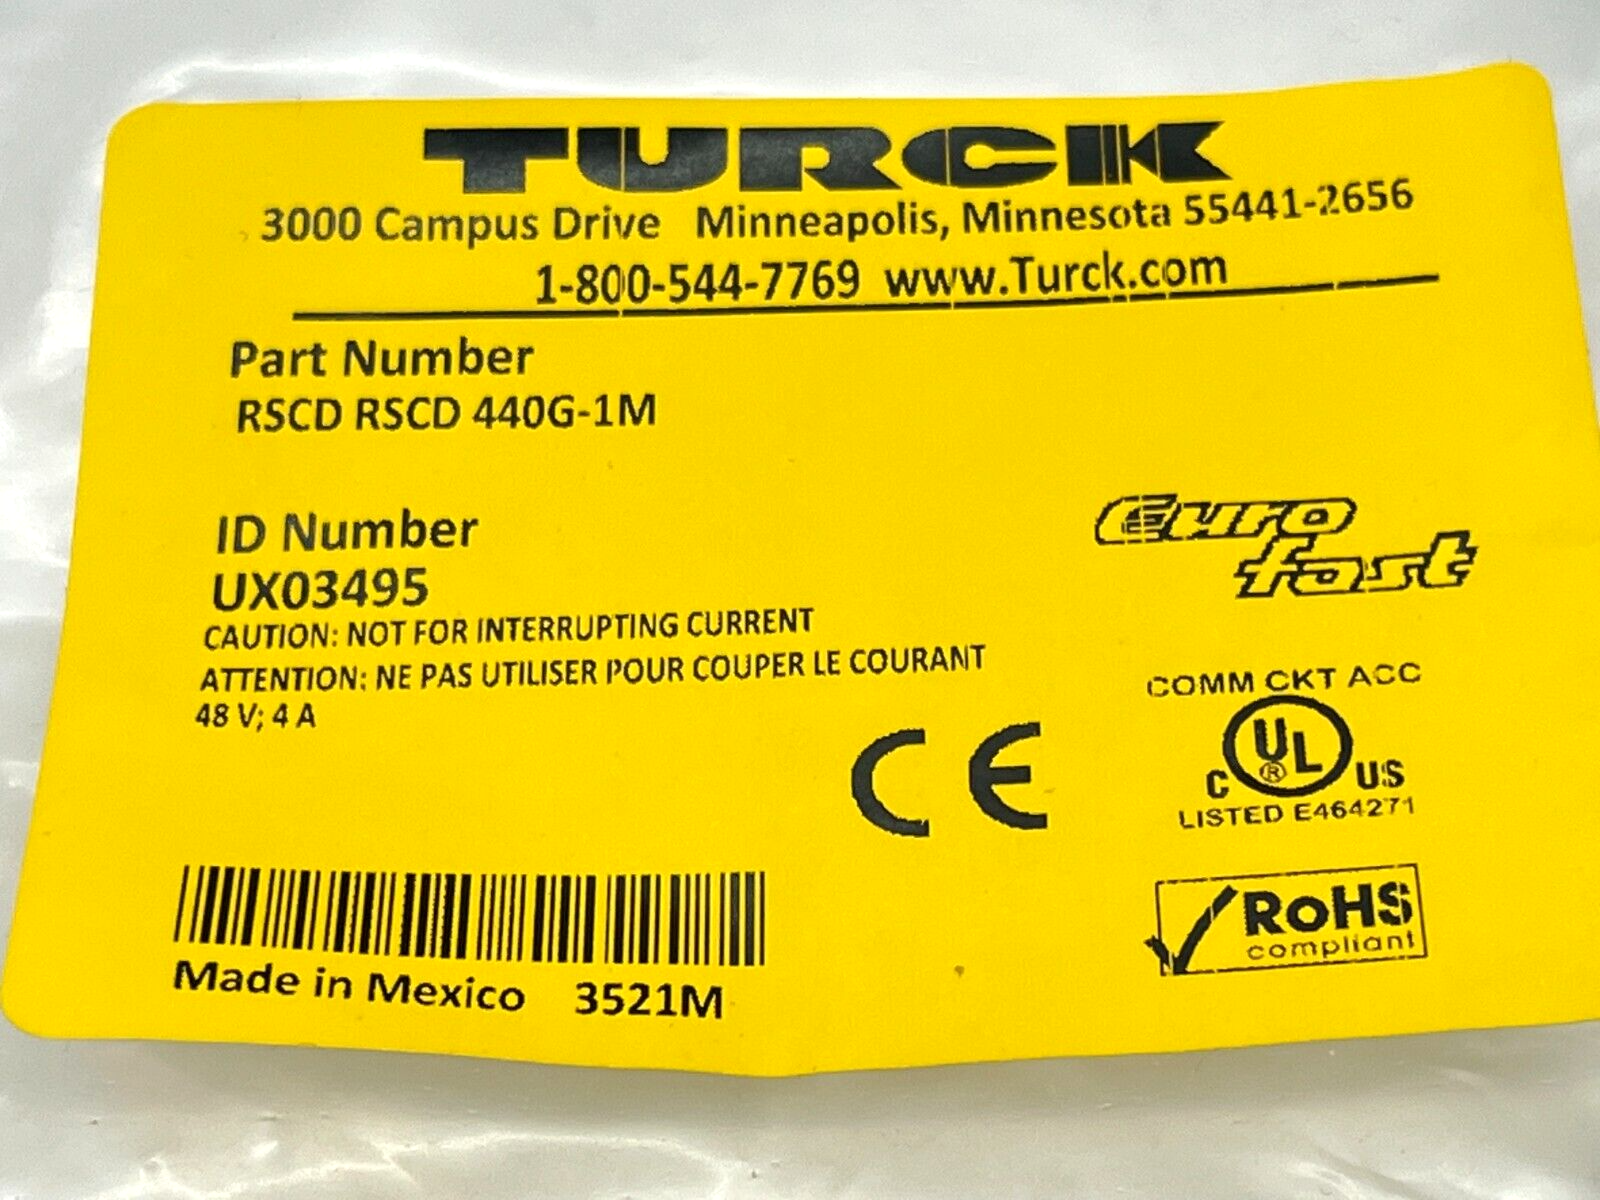 TURCK
3000 Campus Drive Minneapolis, Minnesota 55441-2656
1-800-544-7769 www.Turck.com
Part Number
RSCD RSCD 440G-1M
ID Number
UX03495
CAUTION: NOT FOR INTERRUPTING CURRENT
ATTENTION: NE PAS UTILISER POUR COUPER LE COURANT
48 V; 4 A
Euro
fast
CE
COMM CKT ACC
C UL® US
LISTED E464271
RoHS
compliant
Made in Mexico 3521M